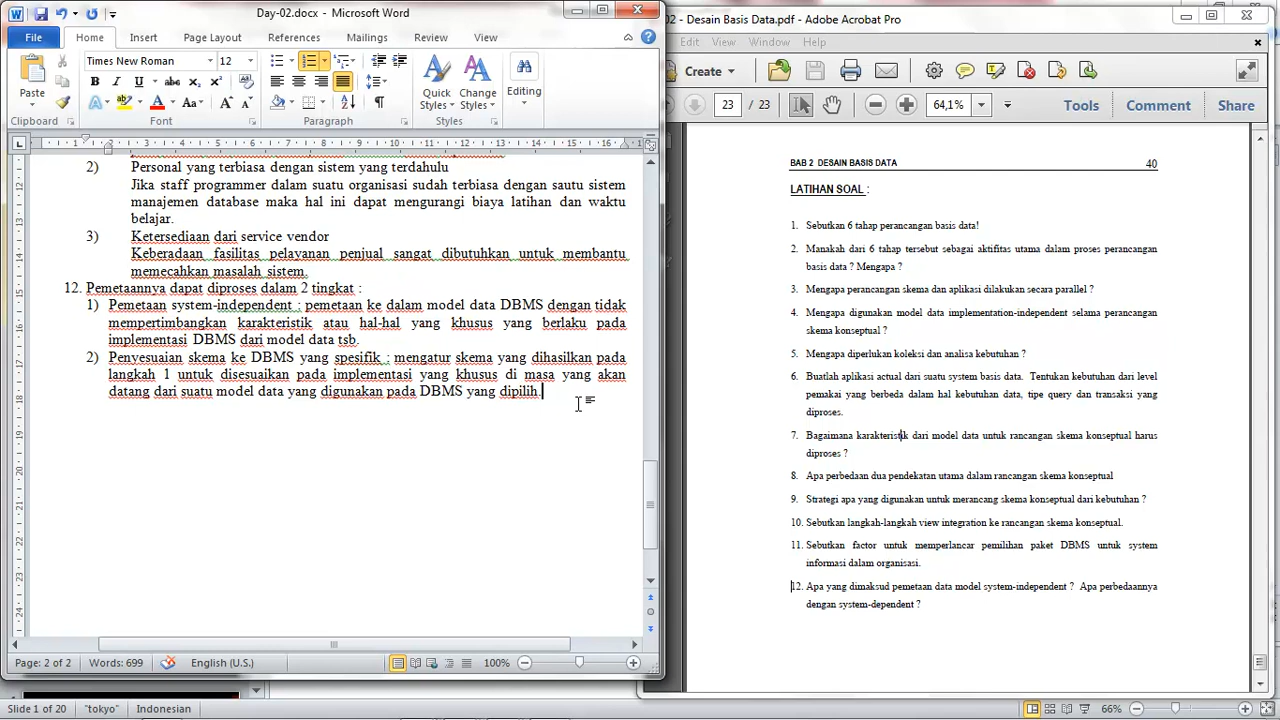 Day-02.docx - Microsoft Word
File Home Insert Page Layout References Mailings Review View
Times New Roman 12
Paste
Quick Styles
Change Styles
Editing
Clipboard Font Paragraph Styles
2) Personal yang terbiasa dengan sistem yang terdahulu
Jika staff programmer dalam suatu organisasi sudah terbiasa dengan sautu sistem
manajemen database maka hal ini dapat mengurangi biaya latihan dan waktu
belajar.
3) Ketersediaan dari service vendor
Keberadaan fasilitas pelayanan penjual sangat dibutuhkan untuk membantu
memecahkan masalah sistem.
12. Pemetaannya dapat diproses dalam 2 tingkat :
1) Pemetaan system-independent : pemetaan ke dalam model data DBMS dengan tidak
mempertimbangkan karakteristik atau hal-hal yang khusus yang berlaku pada
implementasi DBMS dari model data tsb.
2) Penyesuaian skema ke DBMS yang spesifik : mengatur skema yang dihasilkan pada
langkah 1 untuk disesuaikan pada implementasi yang khusus di masa yang akan
datang dari suatu model data yang digunakan pada DBMS yang dipilih.
Page: 2 of 2 Words: 699 English (U.S.) 100%
Slide 1 of 20 "tokyo" Indonesian 66%
02 - Desain Basis Data.pdf - Adobe Acrobat Pro
Edit View Window Help
Create
23 / 23 64,1% Tools Comment Share
BAB 2 DESAIN BASIS DATA 40
LATIHAN SOAL :
1. Sebutkan 6 tahap perancangan basis data!
2. Manakah dari 6 tahap tersebut sebagai aktifitas utama dalam proses perancangan
basis data ? Mengapa ?
3. Mengapa perancangan skema dan aplikasi dilakukan secara parallel ?
4. Mengapa digunakan model data implementation-independent selama perancangan
skema konseptual ?
5. Mengapa diperlukan koleksi dan analisa kebutuhan ?
6. Buatlah aplikasi actual dari suatu system basis data. Tentukan kebutuhan dari level
pemakai yang berbeda dalam hal kebutuhan data, tipe query dan transaksi yang
diproses.
7. Bagaimana karakteristik dari model data untuk rancangan skema konseptual harus
diproses ?
8. Apa perbedaan dua pendekatan utama dalam rancangan skema konseptual
9. Strategi apa yang digunakan untuk merancang skema konseptual dari kebutuhan ?
10. Sebutkan langkah-langkah view integration ke rancangan skema konseptual.
11. Sebutkan factor untuk memperlancar pemilihan paket DBMS untuk system
informasi dalam organisasi.
12. Apa yang dimaksud pemetaan data model system-independent ? Apa perbedaannya
dengan system-dependent ?